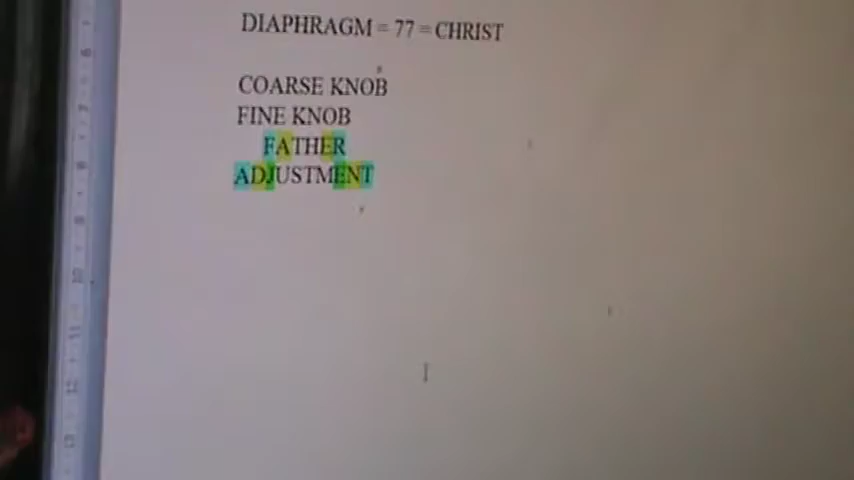 DIAPHRAGM = 77 = CHRIST
COARSE KNOB
FINE KNOB
FATHER
ADJUSTMENT